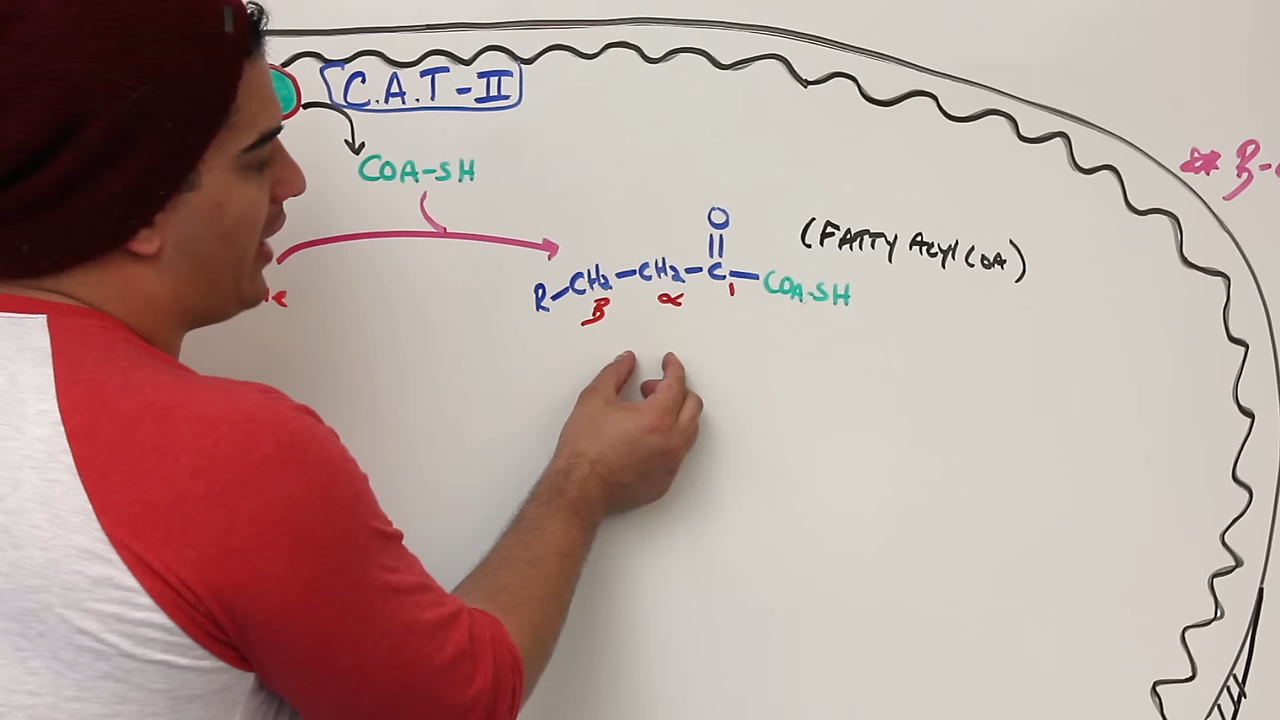 C.A.T-II
COA-SH
O
R-CH₂-CH₂-C-COA-SH
β α 1
(FATTY Acyl COA)